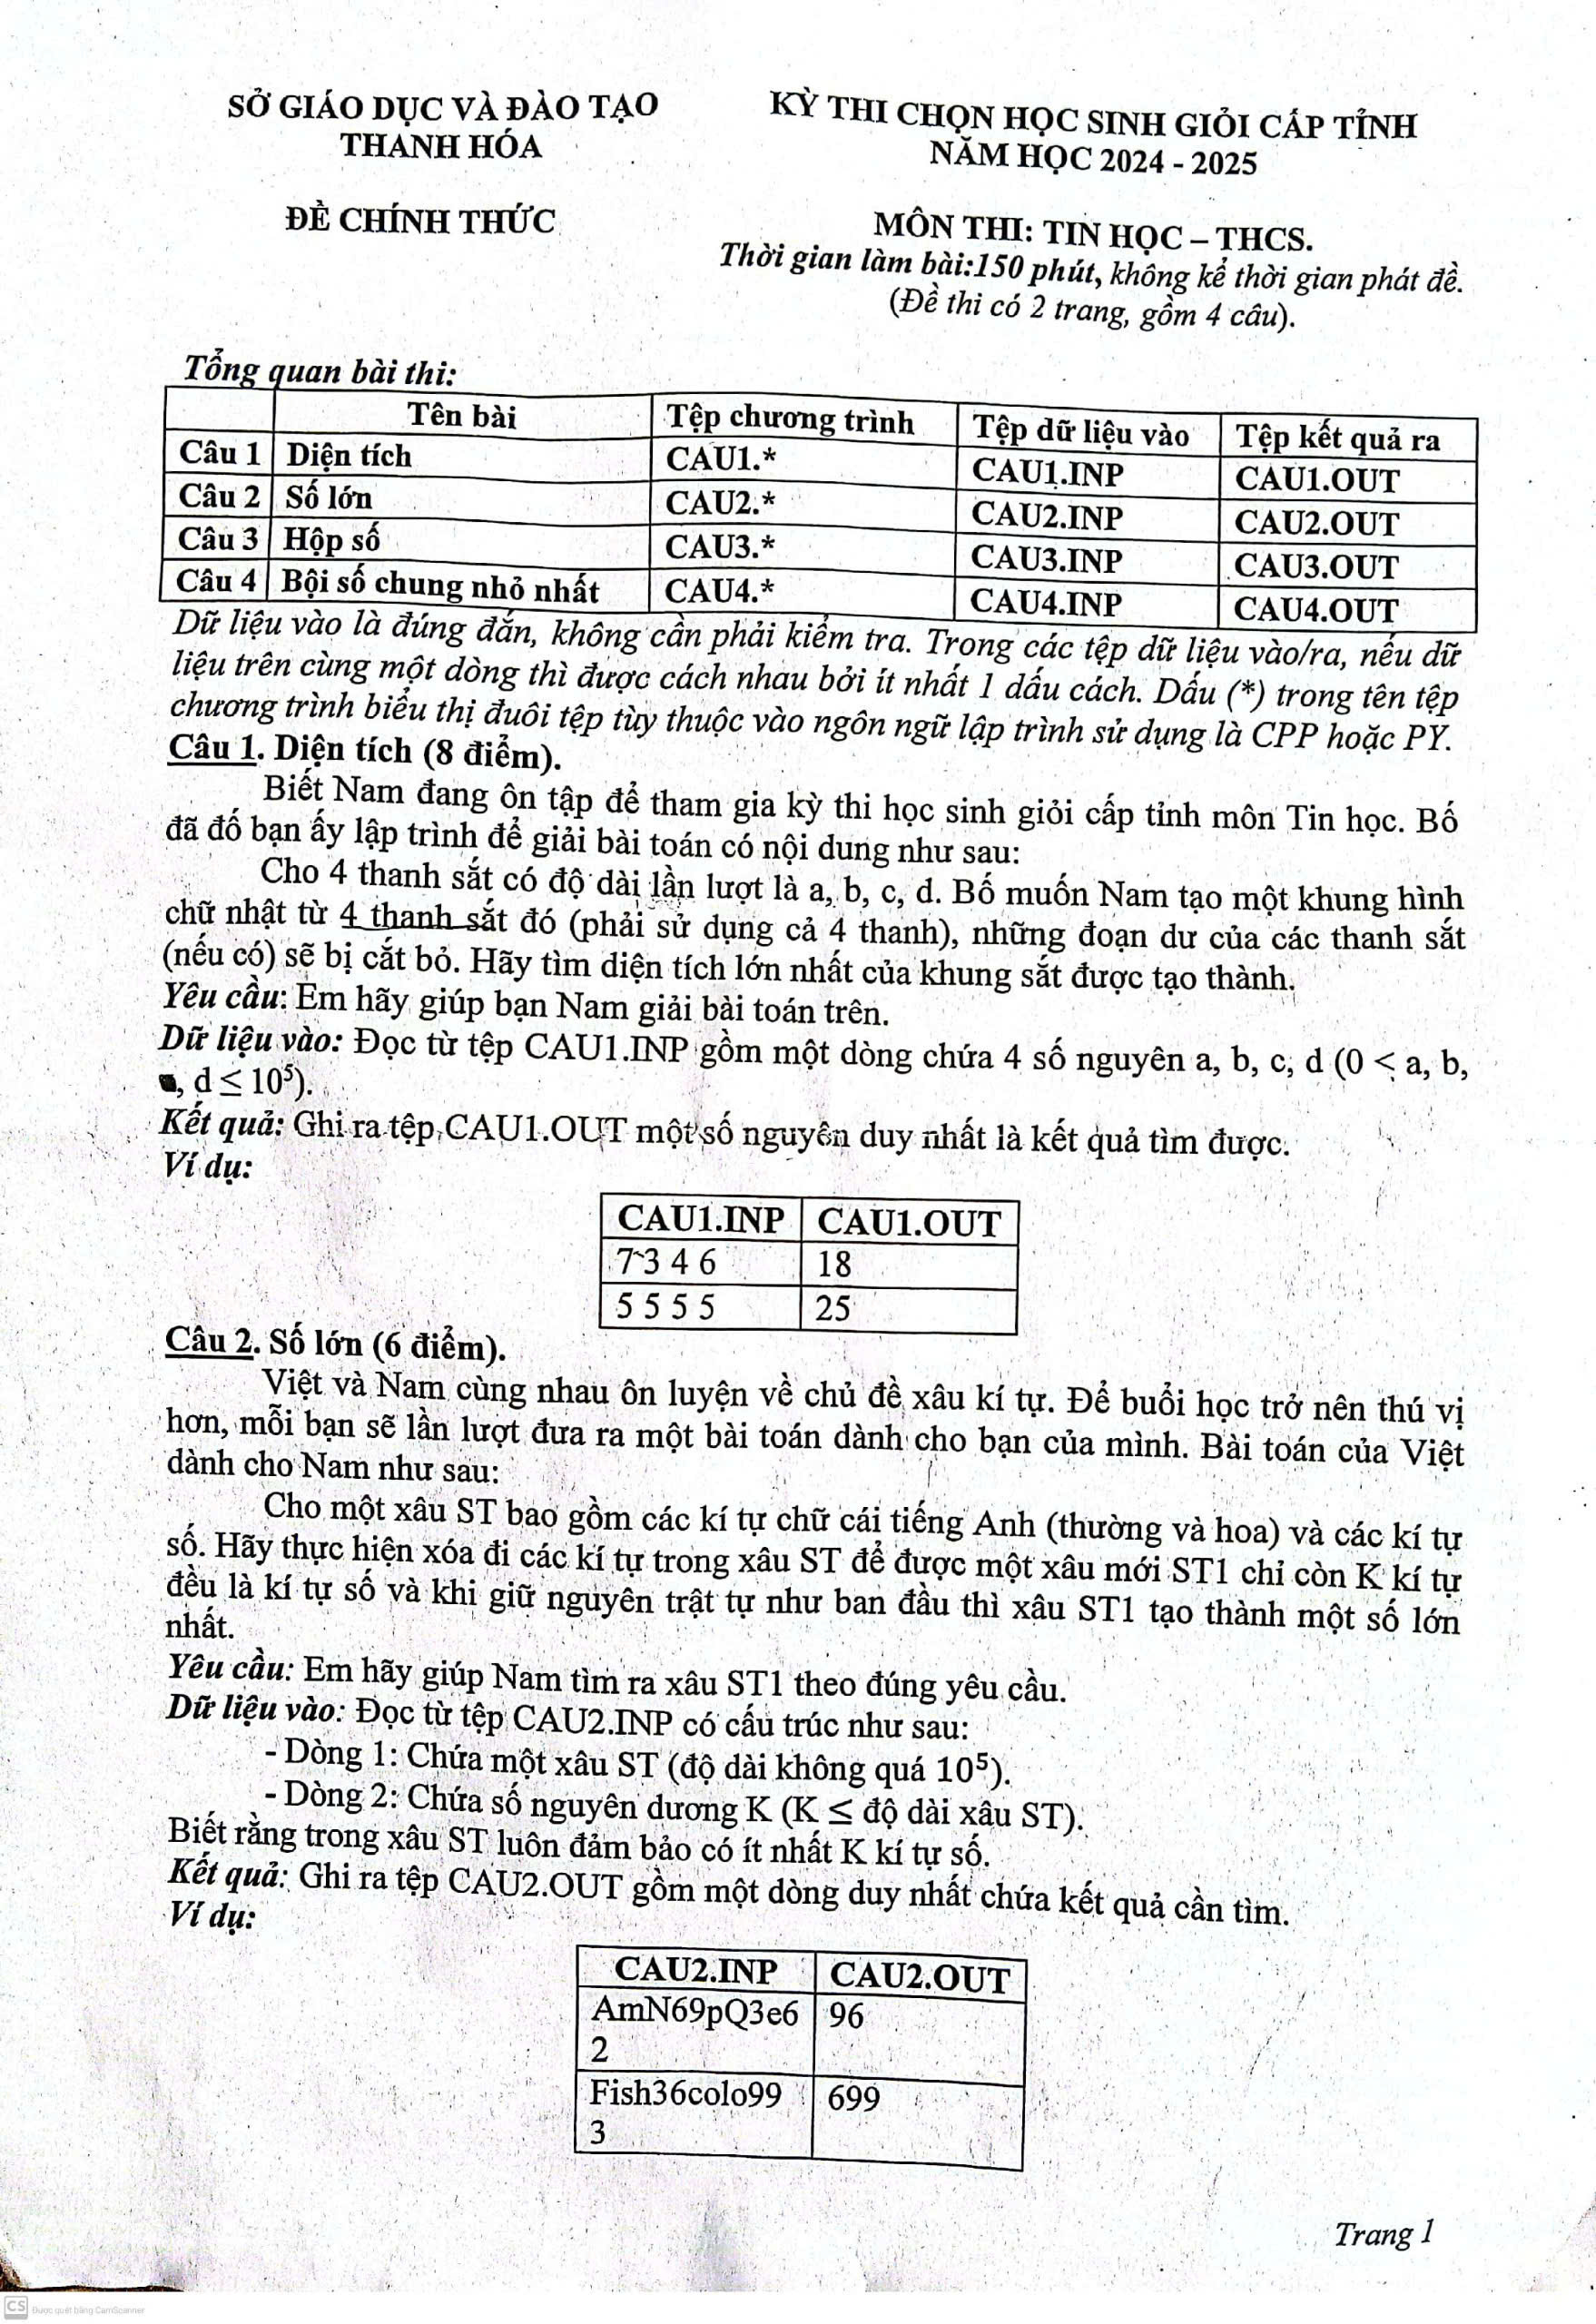 SỞ GIÁO DỤC VÀ ĐÀO TẠO
THANH HÓA
ĐỀ CHÍNH THỨC
KỲ THI CHỌN HỌC SINH GIỎI CẤP TỈNH
NĂM HỌC 2024 - 2025
MÔN THI: TIN HỌC – THCS.
Thời gian làm bài:150 phút, không kể thời gian phát đề.
(Đề thi có 2 trang, gồm 4 câu).
Tổng quan bài thi:
Tên bài Tệp chương trình Tệp dữ liệu vào Tệp kết quả ra
Câu 1 Diện tích CAU1.* CAU1.INP CAU1.OUT
Câu 2 Số lớn CAU2.* CAU2.INP CAU2.OUT
Câu 3 Hộp số CAU3.* CAU3.INP CAU3.OUT
Câu 4 Bội số chung nhỏ nhất CAU4.* CAU4.INP CAU4.OUT
Dữ liệu vào là đúng đắn, không cần phải kiểm tra. Trong các tệp dữ liệu vào/ra, nếu dữ
liệu trên cùng một dòng thì được cách nhau bởi ít nhất 1 dấu cách. Dấu (*) trong tên tệp
chương trình biểu thị đuôi tệp tùy thuộc vào ngôn ngữ lập trình sử dụng là CPP hoặc PY.
Câu 1. Diện tích (8 điểm).
Biết Nam đang ôn tập để tham gia kỳ thi học sinh giỏi cấp tỉnh môn Tin học. Bố
đã đố bạn ấy lập trình để giải bài toán có nội dung như sau:
Cho 4 thanh sắt có độ dài lần lượt là a, b, c, d. Bố muốn Nam tạo một khung hình
chữ nhật từ 4 thanh sắt đó (phải sử dụng cả 4 thanh), những đoạn dư của các thanh sắt
(nếu có) sẽ bị cắt bỏ. Hãy tìm diện tích lớn nhất của khung sắt được tạo thành.
Yêu cầu: Em hãy giúp bạn Nam giải bài toán trên.
Dữ liệu vào: Đọc từ tệp CAU1.INP gồm một dòng chứa 4 số nguyên a, b, c, d (0 < a, b,
, d ≤ 10⁵).
Kết quả: Ghi ra tệp CAU1.OUT một số nguyên duy nhất là kết quả tìm được.
Ví dụ:
CAU1.INP CAU1.OUT
7 3 4 6 18
5 5 5 5 25
Câu 2. Số lớn (6 điểm).
Việt và Nam cùng nhau ôn luyện về chủ đề xâu kí tự. Để buổi học trở nên thú vị
hơn, mỗi bạn sẽ lần lượt đưa ra một bài toán dành cho bạn của mình. Bài toán của Việt
dành cho Nam như sau:
Cho một xâu ST bao gồm các kí tự chữ cái tiếng Anh (thường và hoa) và các kí tự
số. Hãy thực hiện xóa đi các kí tự trong xâu ST để được một xâu mới ST1 chỉ còn K kí tự
đều là kí tự số và khi giữ nguyên trật tự như ban đầu thì xâu ST1 tạo thành một số lớn
nhất.
Yêu cầu: Em hãy giúp Nam tìm ra xâu ST1 theo đúng yêu cầu.
Dữ liệu vào: Đọc từ tệp CAU2.INP có cấu trúc như sau:
- Dòng 1: Chứa một xâu ST (độ dài không quá 10⁵).
- Dòng 2: Chứa số nguyên dương K (K ≤ độ dài xâu ST).
Biết rằng trong xâu ST luôn đảm bảo có ít nhất K kí tự số.
Kết quả: Ghi ra tệp CAU2.OUT gồm một dòng duy nhất chứa kết quả cần tìm.
Ví dụ:
CAU2.INP CAU2.OUT
AmN69pQ3e6 96
2
Fish36colo99 699
3
Trang 1
CS Được quét bằng CamScanner